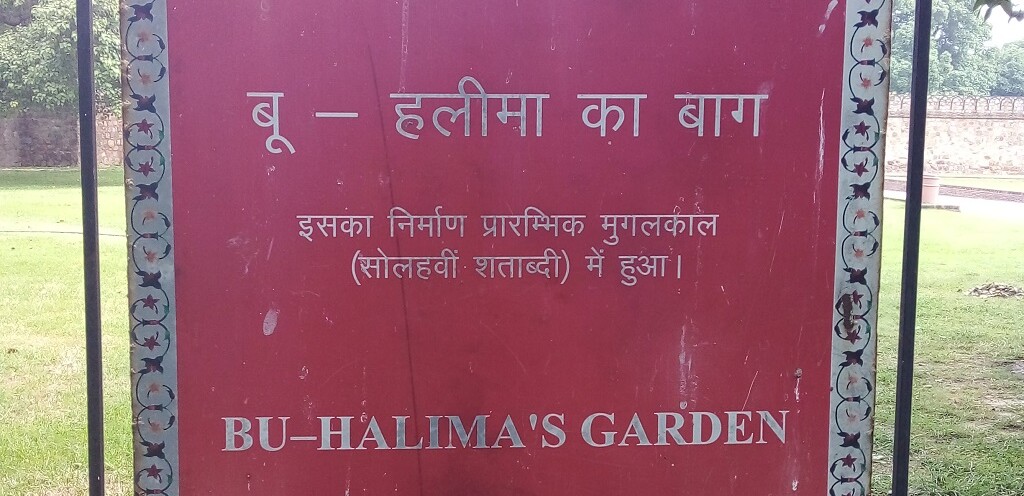 बू – हलीमा का बाग
इसका निर्माण प्रारम्भिक मुगलकाल
(सोलहवीं शताब्दी) में हुआ।
BU–HALIMA'S GARDEN